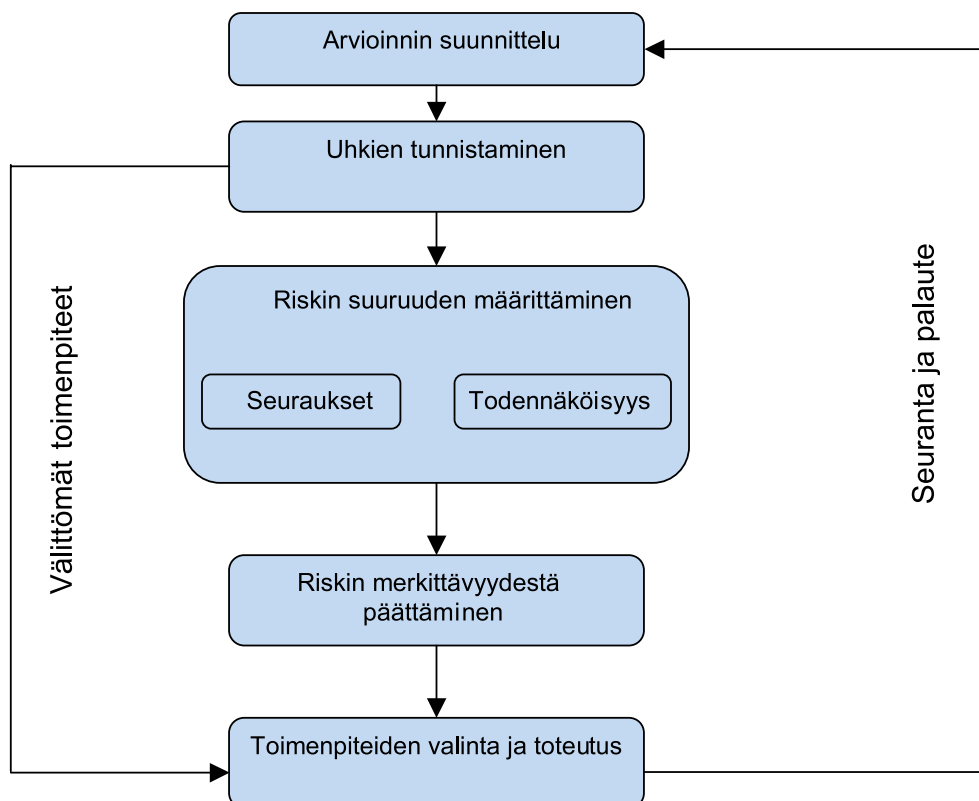 Arvioinnin suunnittelu
Uhkien tunnistaminen
Riskin suuruuden määrittäminen
Seuraukset
Todennäköisyys
Riskin merkittävyydestä
päättäminen
Toimenpiteiden valinta ja toteutus
Välittömät toimenpiteet
Seuranta ja palaute